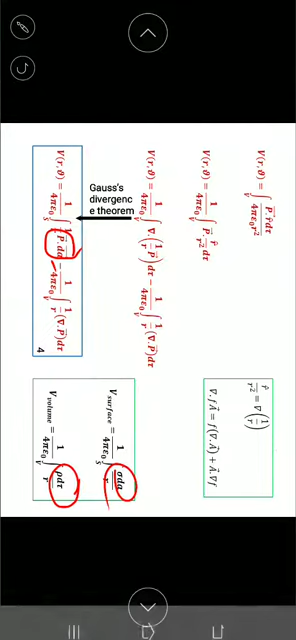 V(r,θ) = ∫_V P⃗.r̂dτ / 4πε₀r²
V(r,θ) = 1/4πε₀ ∫_V P⃗. r̂/r² dτ
V(r,θ) = 1/4πε₀ ∫_V ∇.(1/r P⃗) dτ − 1/4πε₀ ∫_V 1/r (∇.P⃗)dτ
Gauss's
divergenc
e theorem
V(r,θ) = 1/4πε₀ ∫_S 1/r P⃗.da − 1/4πε₀ ∫_V 1/r (∇.P⃗)dτ
4
r̂/r² = ∇(1/r)
∇.fA⃗ = f(∇.A⃗) + A⃗.∇f
V_surface = 1/4πε₀ ∫_S σda/r
V_volume = 1/4πε₀ ∫_V ρdτ/r